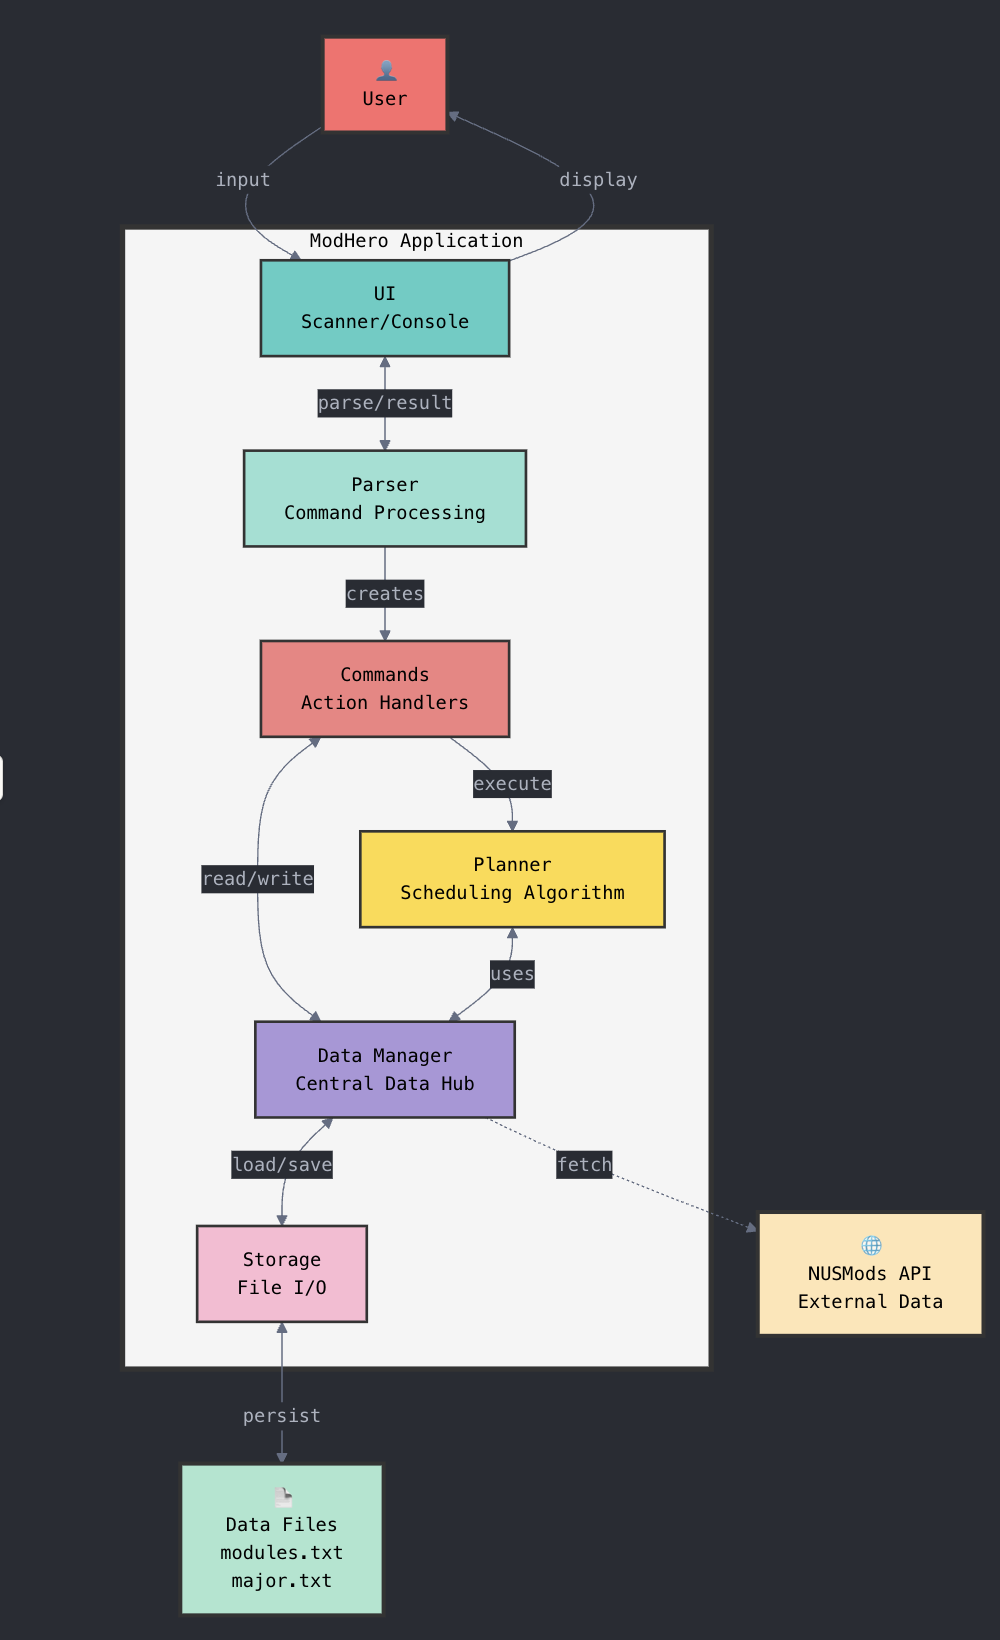 User
input
display
ModHero Application
UI
Scanner/Console
parse/result
Parser
Command Processing
creates
Commands
Action Handlers
execute
Planner
Scheduling Algorithm
read/write
uses
Data Manager
Central Data Hub
load/save
fetch
Storage
File I/O
NUSMods API
External Data
persist
Data Files
modules.txt
major.txt